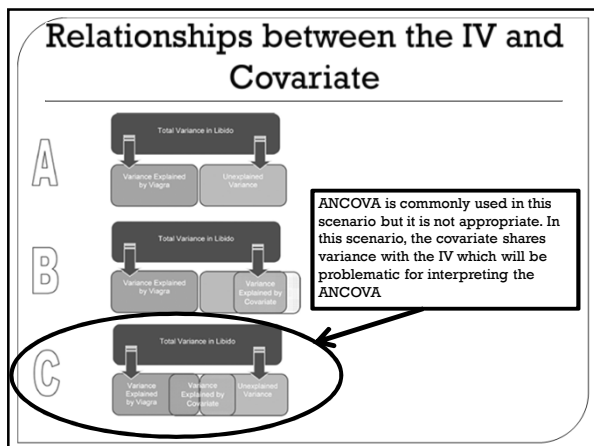 Relationships between the IV and
Covariate
A
Total Variance in Libido
Variance Explained
by Viagra
Unexplained
Variance
ANCOVA is commonly used in this
scenario but it is not appropriate. In
this scenario, the covariate shares
variance with the IV which will be
problematic for interpreting the
ANCOVA
B
Total Variance in Libido
Variance Explained
by Viagra
Variance
Explained by
Covariate
C
Total Variance in Libido
Variance
Explained
by Viagra
Variance
Explained by
Covariate
Unexplained
Variance